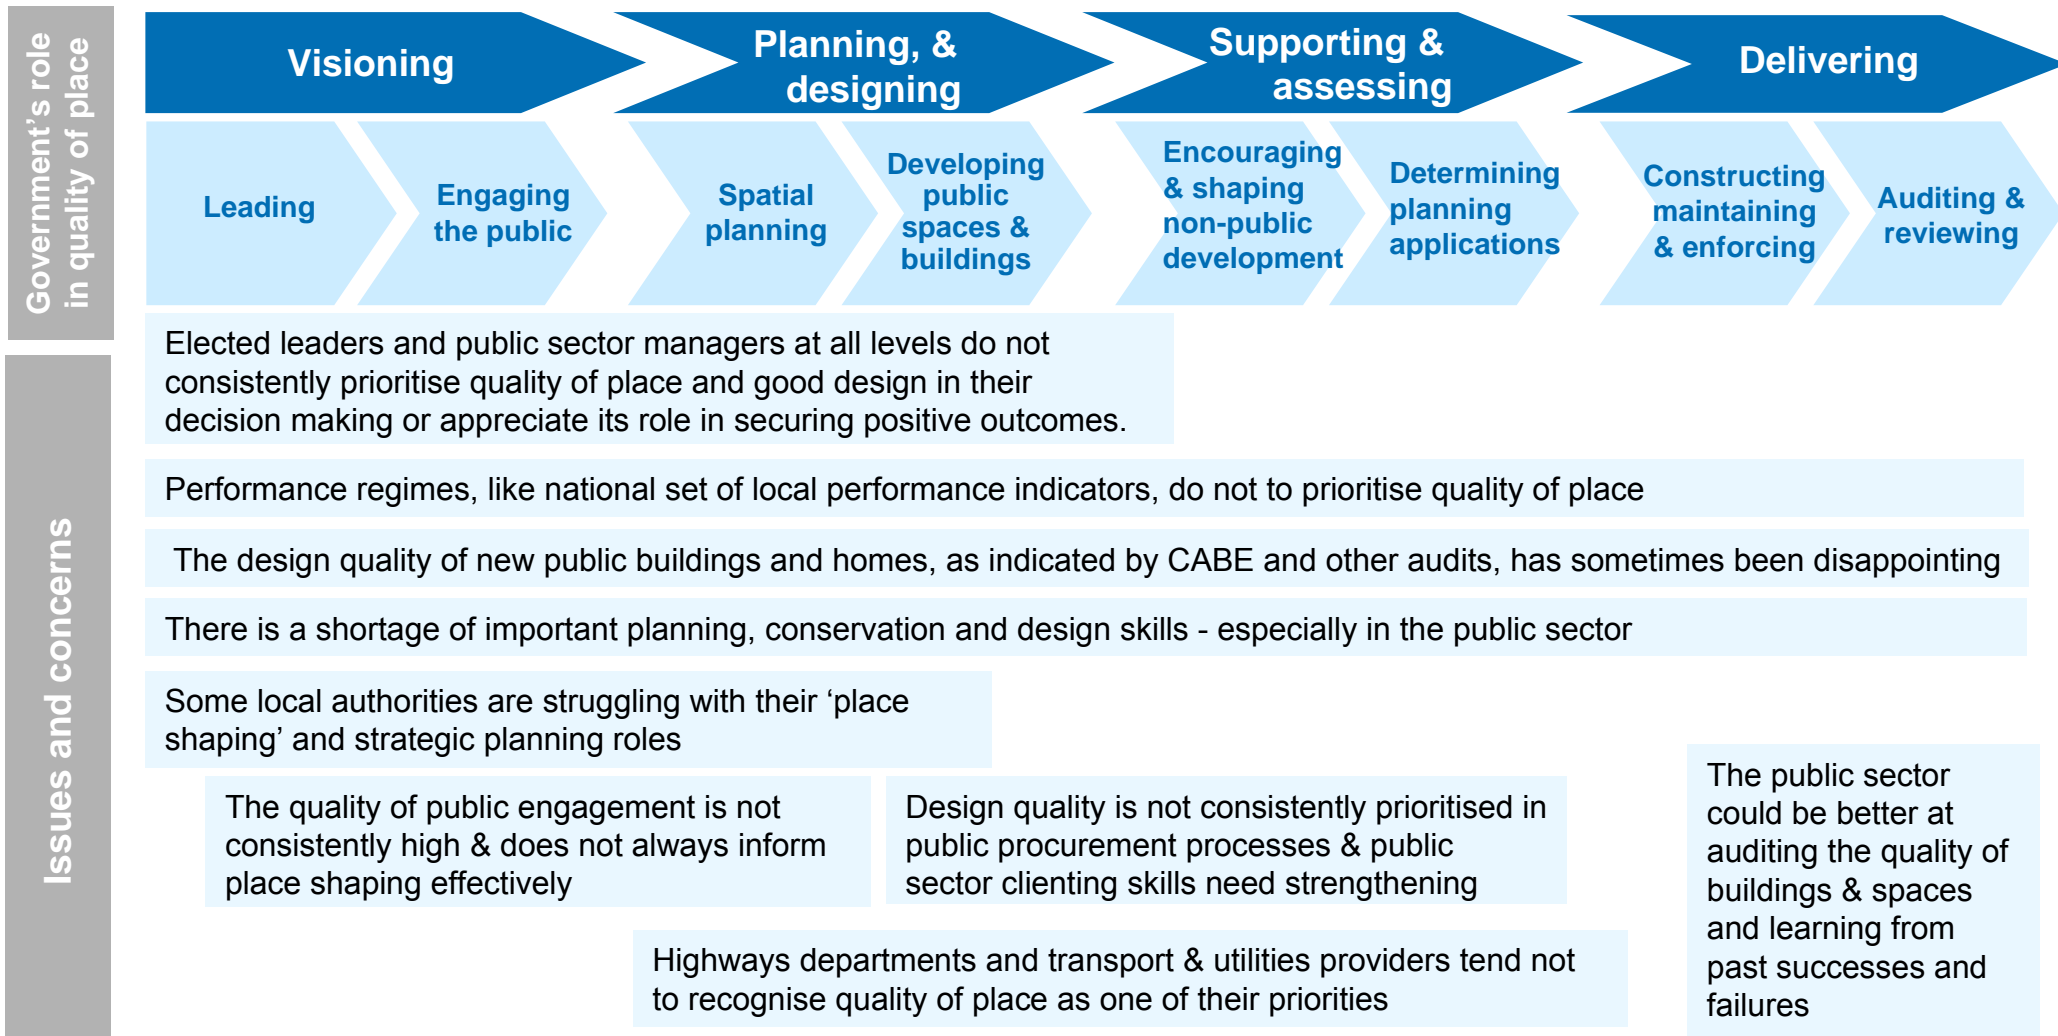 Government's role
in quality of place
Visioning
Planning, &
designing
Supporting &
assessing
Delivering
Leading
Engaging
the public
Spatial
planning
Developing
public
spaces &
buildings
Encouraging
& shaping
non-public
development
Determining
planning
applications
Constructing
maintaining
& enforcing
Auditing &
reviewing
Issues and concerns
Elected leaders and public sector managers at all levels do not
consistently prioritise quality of place and good design in their
decision making or appreciate its role in securing positive outcomes.
Performance regimes, like national set of local performance indicators, do not to prioritise quality of place
The design quality of new public buildings and homes, as indicated by CABE and other audits, has sometimes been disappointing
There is a shortage of important planning, conservation and design skills - especially in the public sector
Some local authorities are struggling with their ‘place
shaping’ and strategic planning roles
The quality of public engagement is not
consistently high & does not always inform
place shaping effectively
Design quality is not consistently prioritised in
public procurement processes & public
sector clienting skills need strengthening
Highways departments and transport & utilities providers tend not
to recognise quality of place as one of their priorities
The public sector
could be better at
auditing the quality of
buildings & spaces
and learning from
past successes and
failures